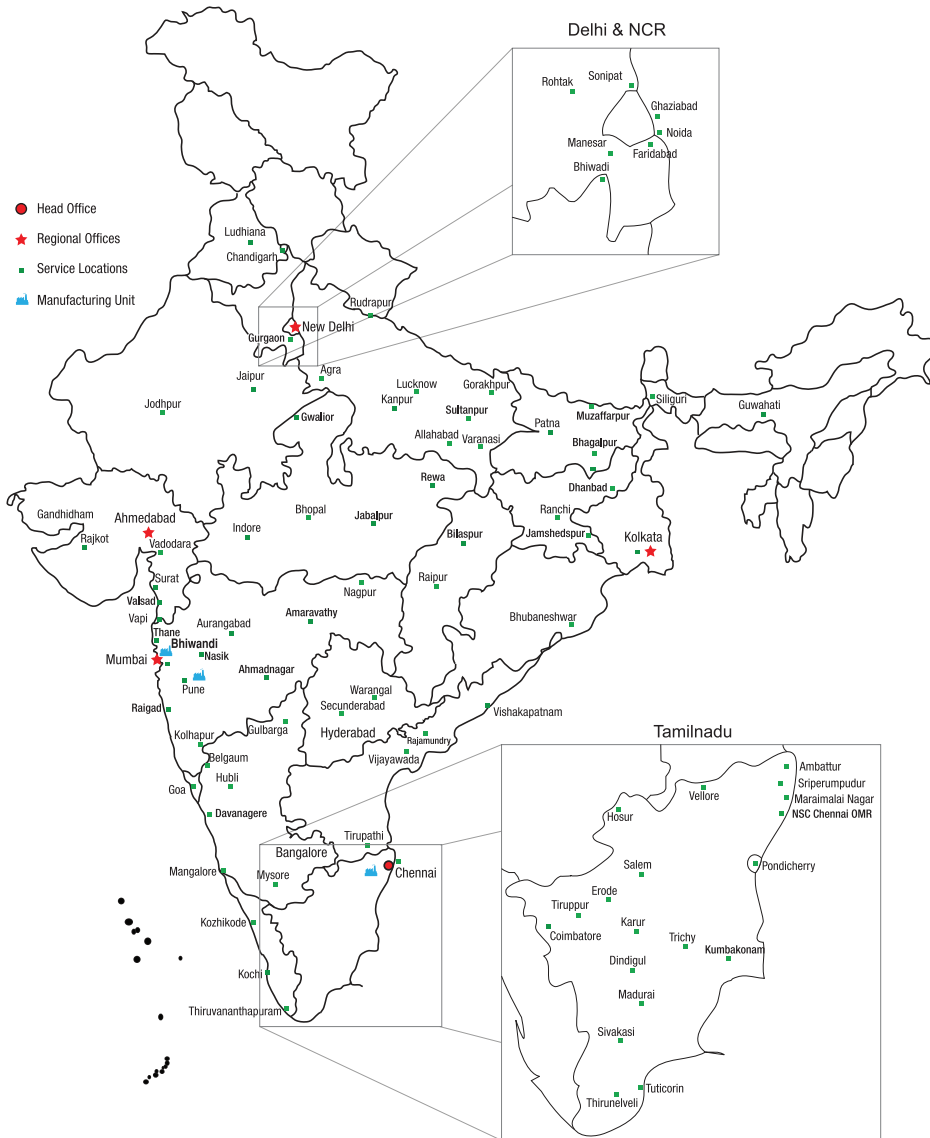 Delhi & NCR
Rohtak
Sonipat
Ghaziabad
Noida
Manesar
Faridabad
Bhiwadi
Head Office
Regional Offices
Service Locations
Manufacturing Unit
Ludhiana
Chandigarh
Rudrapur
New Delhi
Gurgaon
Agra
Jaipur
Jodhpur
Lucknow
Gorakhpur
Kanpur
Sultanpur
Gwalior
Allahabad
Varanasi
Muzaffarpur
Siliguri
Guwahati
Patna
Bhagalpur
Dhanbad
Rewa
Gandhidham
Ahmedabad
Rajkot
Vadodara
Indore
Bhopal
Jabalpur
Bilaspur
Ranchi
Jamshedspur
Kolkata
Surat
Valsad
Vapi
Nagpur
Raipur
Amaravathy
Bhubaneshwar
Thane
Aurangabad
Bhiwandi
Mumbai
Nasik
Pune
Ahmadnagar
Raigad
Warangal
Secunderabad
Vishakapatnam
Gulbarga
Hyderabad
Kolhapur
Rajamundry
Vijayawada
Belgaum
Hubli
Goa
Davanagere
Tirupathi
Bangalore
Chennai
Mangalore
Mysore
Kozhikode
Kochi
Thiruvananthapuram
Tamilnadu
Ambattur
Sriperumpudur
Vellore
Maraimalai Nagar
Hosur
NSC Chennai OMR
Pondicherry
Salem
Erode
Tiruppur
Karur
Coimbatore
Trichy
Kumbakonam
Dindigul
Madurai
Sivakasi
Tuticorin
Thirunelveli